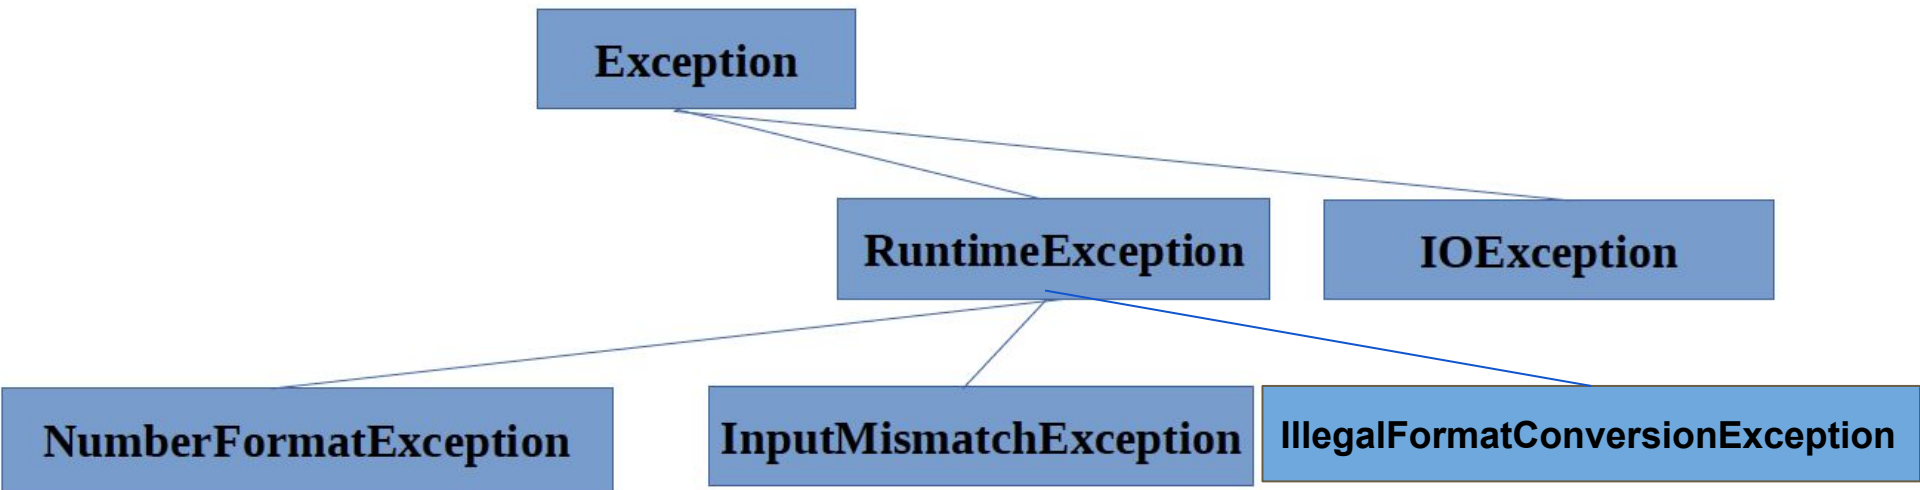 Exception
RuntimeException
IOException
NumberFormatException
InputMismatchException
IllegalFormatConversionException